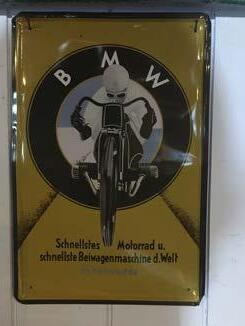 BMW
Schnellstes Motorrad u.
schnellste Beiwagenmaschine d. Welt